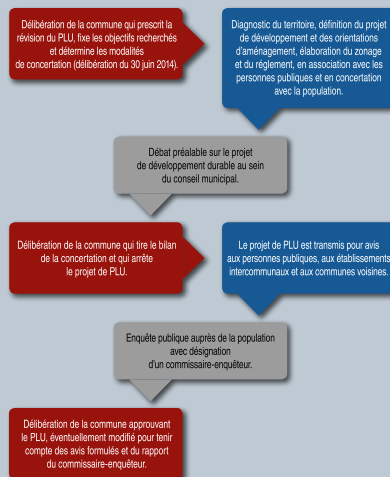 Délibération de la commune qui prescrit la
révision du PLU, fixe les objectifs recherchés
et détermine les modalités
de concertation (délibération du 30 juin 2014).
Diagnostic du territoire, définition du projet
de développement et des orientations
d'aménagement, élaboration du zonage
et du réglement, en association avec les
personnes publiques et en concertation
avec la population.
Débat préalable sur le projet
de développement durable au sein
du conseil municipal.
Délibération de la commune qui tire le bilan
de la concertation et qui arrête
le projet de PLU.
Le projet de PLU est transmis pour avis
aux personnes publiques, aux établissements
intercommunaux et aux communes voisines.
Enquête publique auprès de la population
avec désignation
d'un commissaire-enquêteur.
Délibération de la commune approuvant
le PLU, éventuellement modifié pour tenir
compte des avis formulés et du rapport
du commissaire-enquêteur.